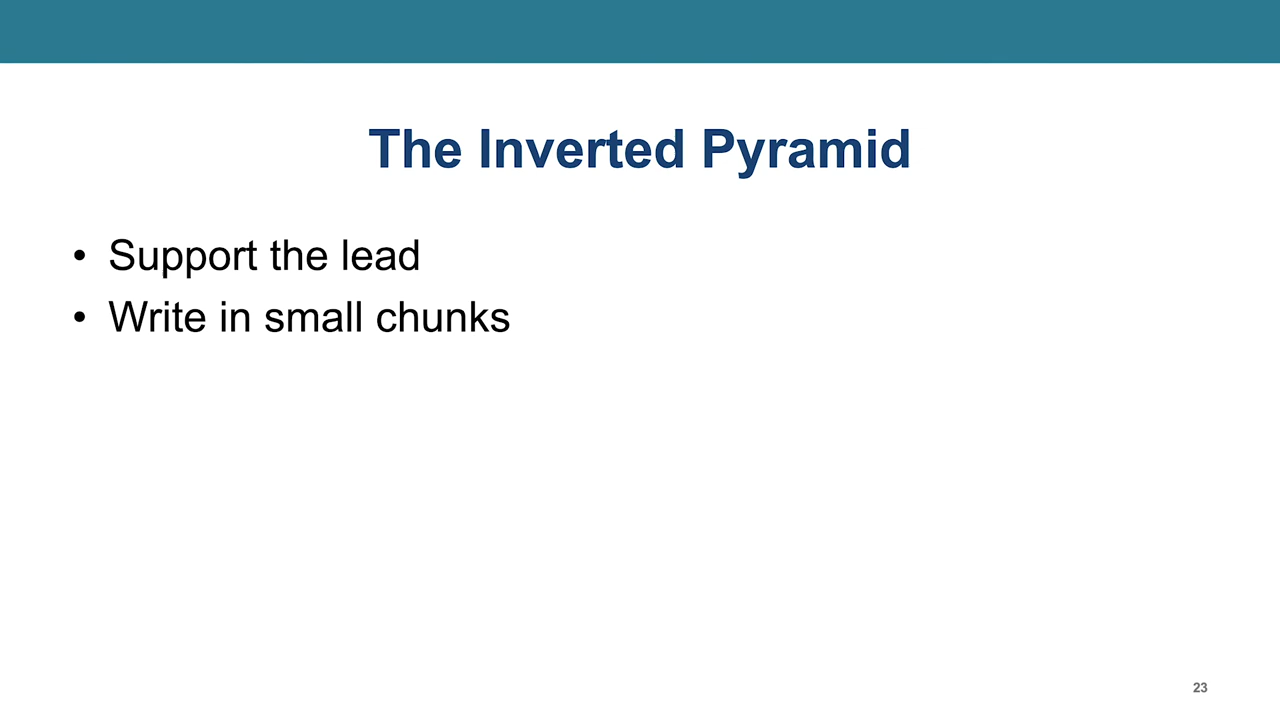 The Inverted Pyramid
• Support the lead
• Write in small chunks
23